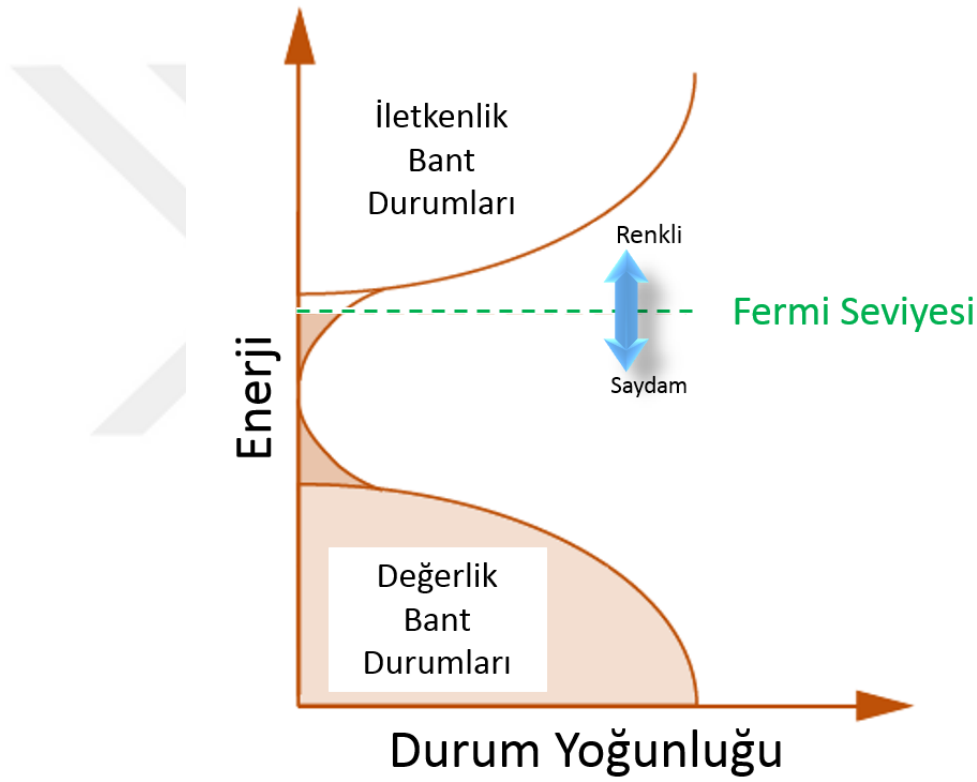 İletkenlik
Bant
Durumları
Renkli
Fermi Seviyesi
Saydam
Enerji
Değerlik
Bant
Durumları
Durum Yoğunluğu